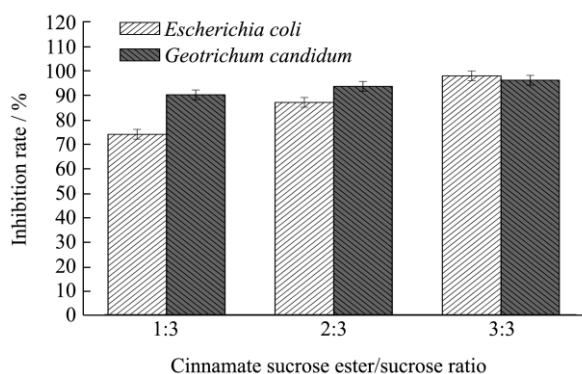 120
110
100
90
80
70
60
50
40
30
20
10
0
Inhibition rate / %
Escherichia coli
Geotrichum candidum
1:3 2:3 3:3
Cinnamate sucrose ester/sucrose ratio